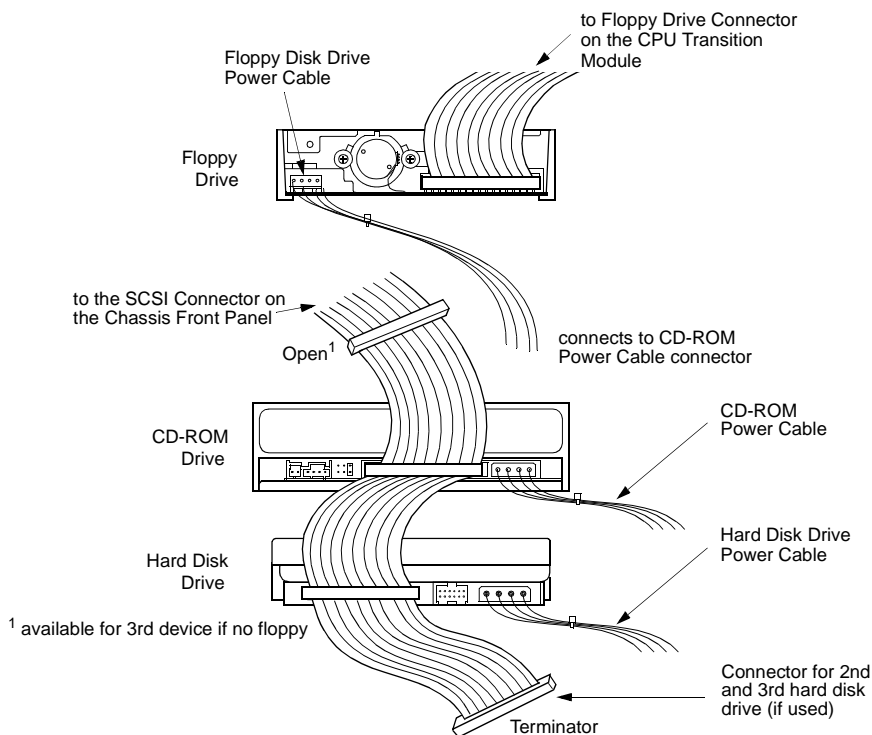 to Floppy Drive Connector
on the CPU Transition
Module
Floppy Disk Drive
Power Cable
Floppy
Drive
to the SCSI Connector on
the Chassis Front Panel
Open1
connects to CD-ROM
Power Cable connector
CD-ROM
Power Cable
CD-ROM
Drive
Hard Disk Drive
Power Cable
Hard Disk
Drive
1 available for 3rd device if no floppy
Connector for 2nd
and 3rd hard disk
drive (if used)
Terminator